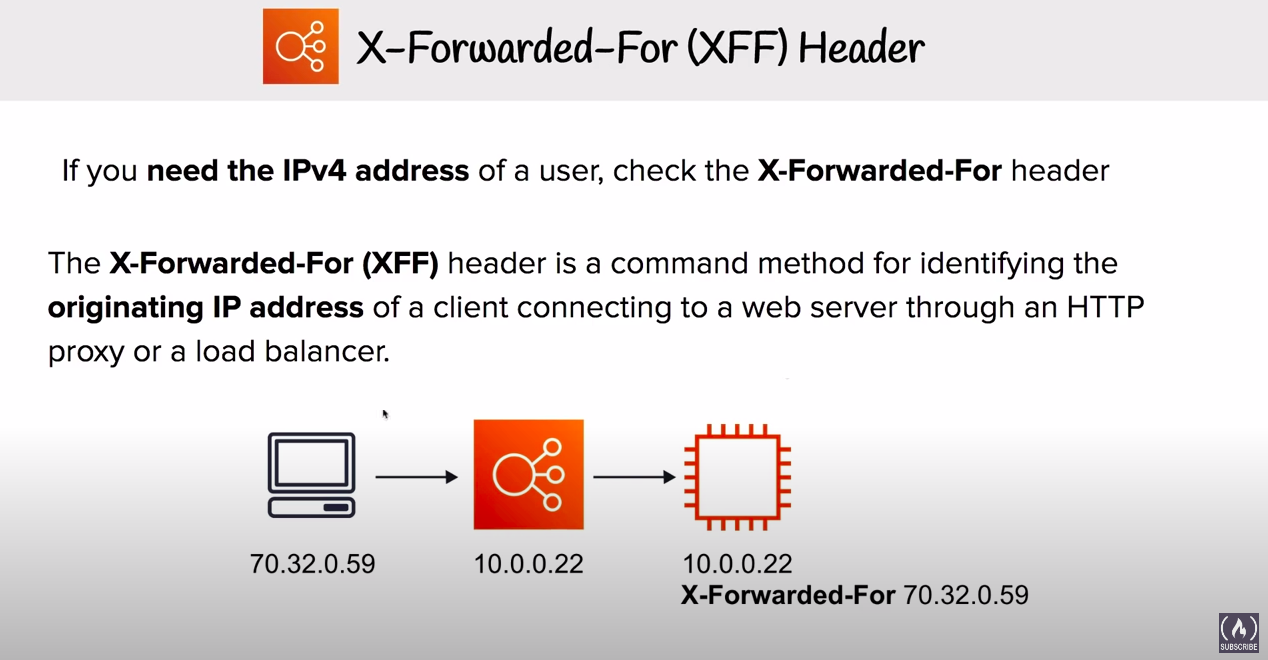 X-Forwarded-For (XFF) Header
If you need the IPv4 address of a user, check the X-Forwarded-For header
The X-Forwarded-For (XFF) header is a command method for identifying the
originating IP address of a client connecting to a web server through an HTTP
proxy or a load balancer.
70.32.0.59
10.0.0.22
10.0.0.22
X-Forwarded-For 70.32.0.59
SUBSCRIBE